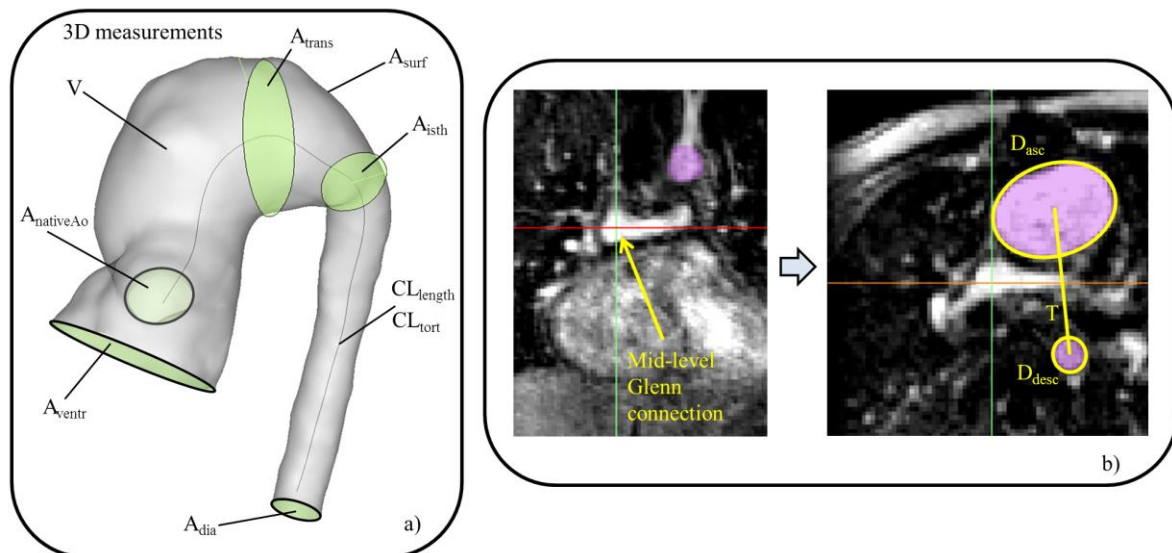 3D measurements
A_trans
A_surf
V
A_isth
A_nativeAo
CL_length
CL_tort
A_ventr
A_dia
a)
Mid-level
Glenn
connection
D_asc
T
D_desc
b)